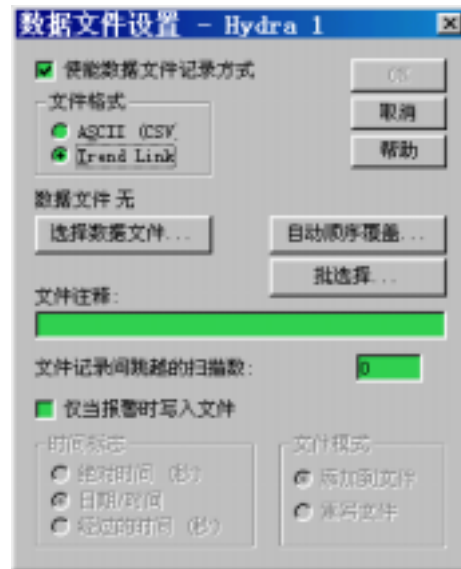 数据文件设置 - Hydra 1
使能数据文件记录方式
OK
文件格式
取消
ASCII (CSV
帮助
Trend Link
数据文件 无
选择数据文件...
自动顺序覆盖...
批选择...
文件注释:
文件记录间跳越的扫描数:
0
仅当报警时写入文件
时间标志
文件模式
绝对时间 (秒)
添加到文件
日期/时间
重写文件
经过的时间 (秒)